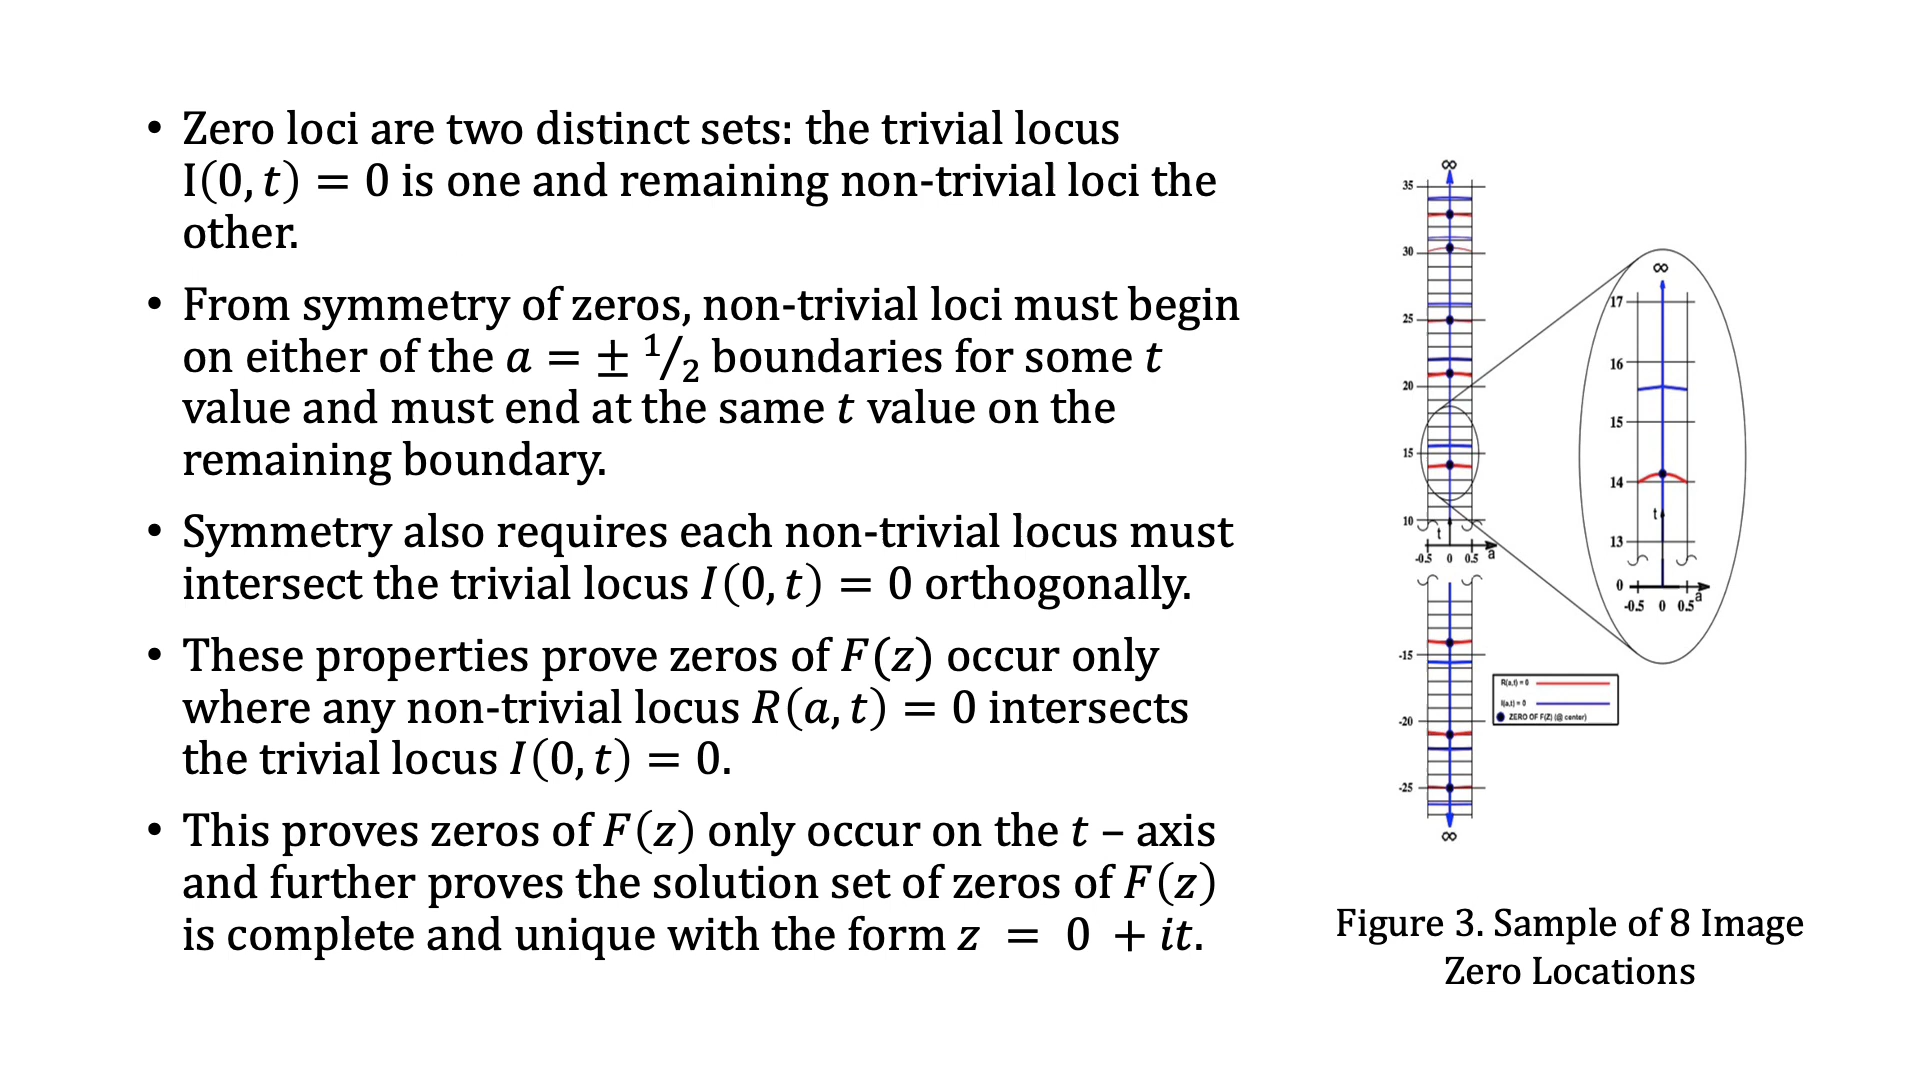 • Zero loci are two distinct sets: the trivial locus
I(0, t) = 0 is one and remaining non-trivial loci the
other.
• From symmetry of zeros, non-trivial loci must begin
on either of the a = ± 1/2 boundaries for some t
value and must end at the same t value on the
remaining boundary.
• Symmetry also requires each non-trivial locus must
intersect the trivial locus I(0, t) = 0 orthogonally.
• These properties prove zeros of F(z) occur only
where any non-trivial locus R(a, t) = 0 intersects
the trivial locus I(0, t) = 0.
• This proves zeros of F(z) only occur on the t – axis
and further proves the solution set of zeros of F(z)
is complete and unique with the form z = 0 + it.
∞
35
30
25
20
15
10
t
-0.5 0 0.5 a
-15
-20
-25
∞
∞
17
16
15
14
t
13
0
-0.5 0 0.5 a
R(a,t) = 0
I(a,t) = 0
ZERO OF F(Z) (@ center)
Figure 3. Sample of 8 Image
Zero Locations